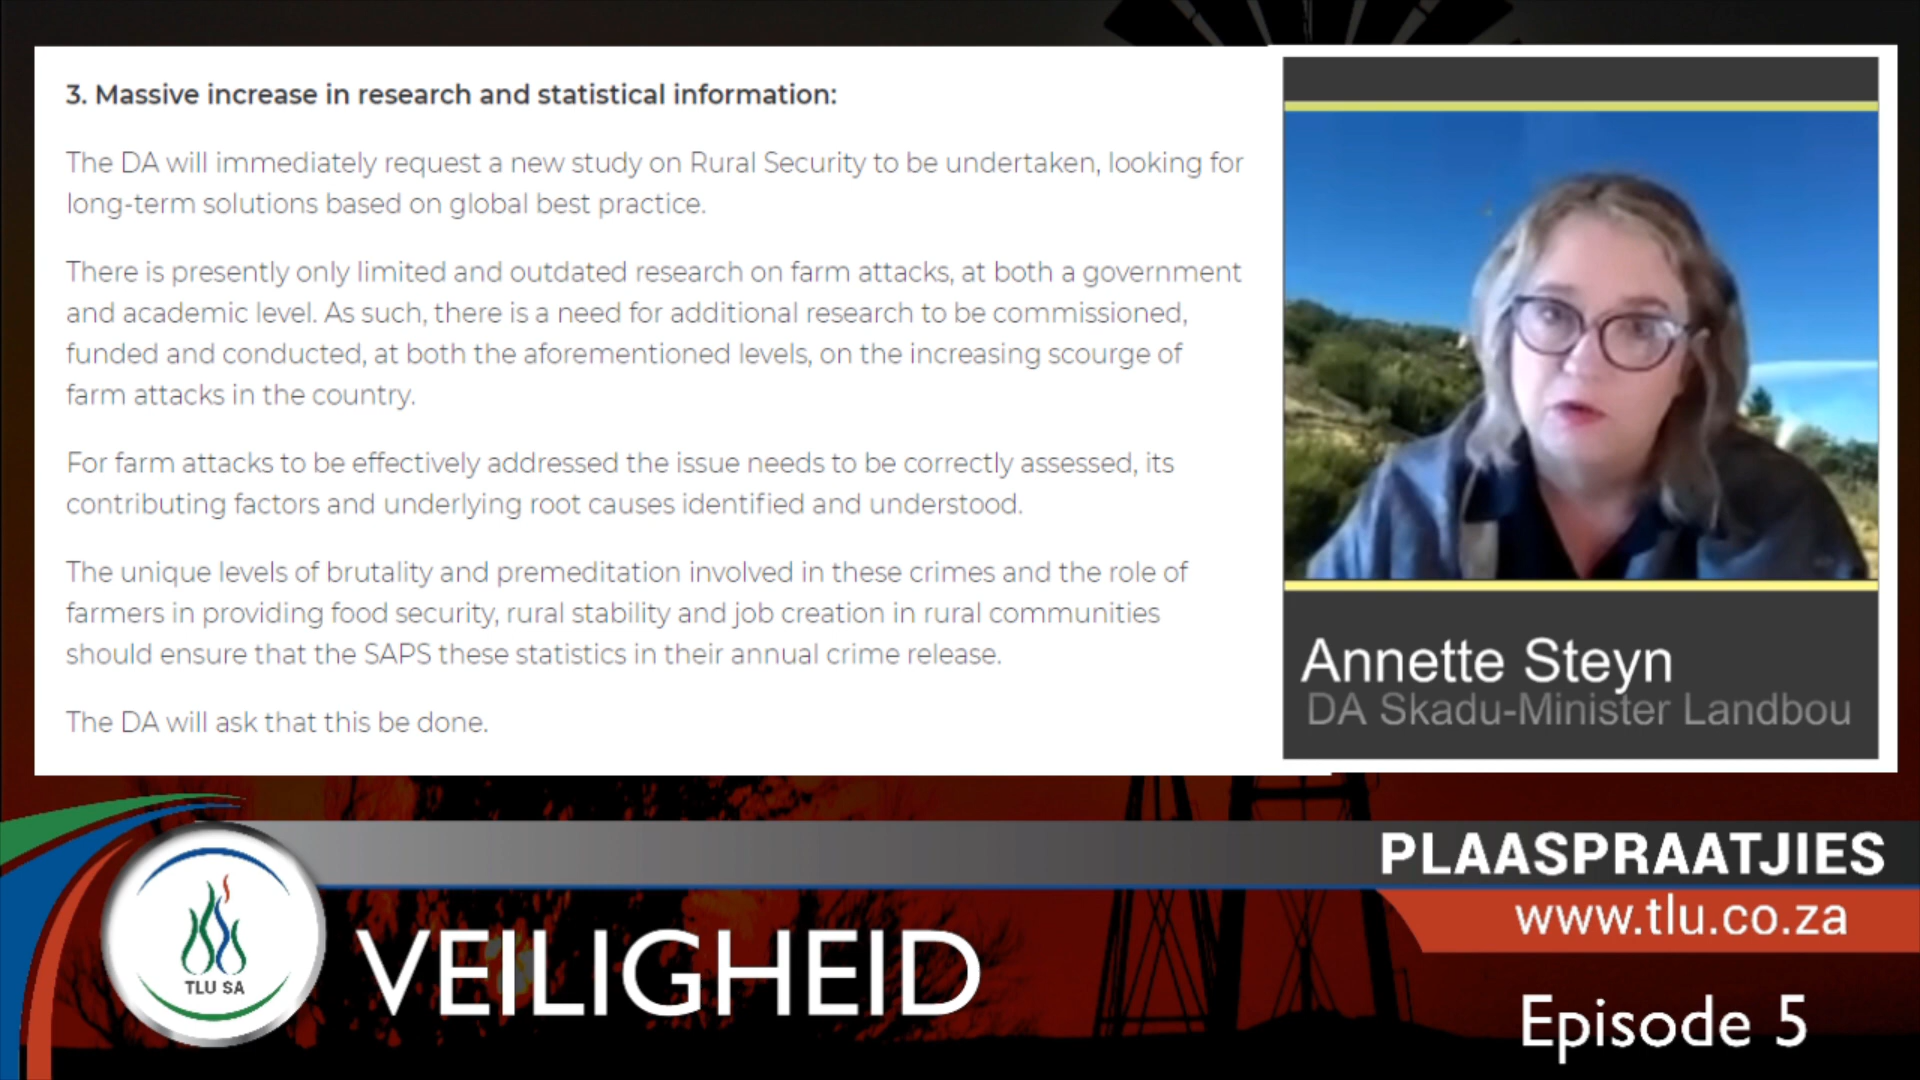 3. Massive increase in research and statistical information:
The DA will immediately request a new study on Rural Security to be undertaken, looking for
long-term solutions based on global best practice.
There is presently only limited and outdated research on farm attacks, at both a government
and academic level. As such, there is a need for additional research to be commissioned,
funded and conducted, at both the aforementioned levels, on the increasing scourge of
farm attacks in the country.
For farm attacks to be effectively addressed the issue needs to be correctly assessed, its
contributing factors and underlying root causes identified and understood.
The unique levels of brutality and premeditation involved in these crimes and the role of
farmers in providing food security, rural stability and job creation in rural communities
should ensure that the SAPS these statistics in their annual crime release.
The DA will ask that this be done.
Annette Steyn
DA Skadu-Minister Landbou
PLAASPRAATJIES
www.tlu.co.za
TLU SA
VEILIGHEID
Episode 5